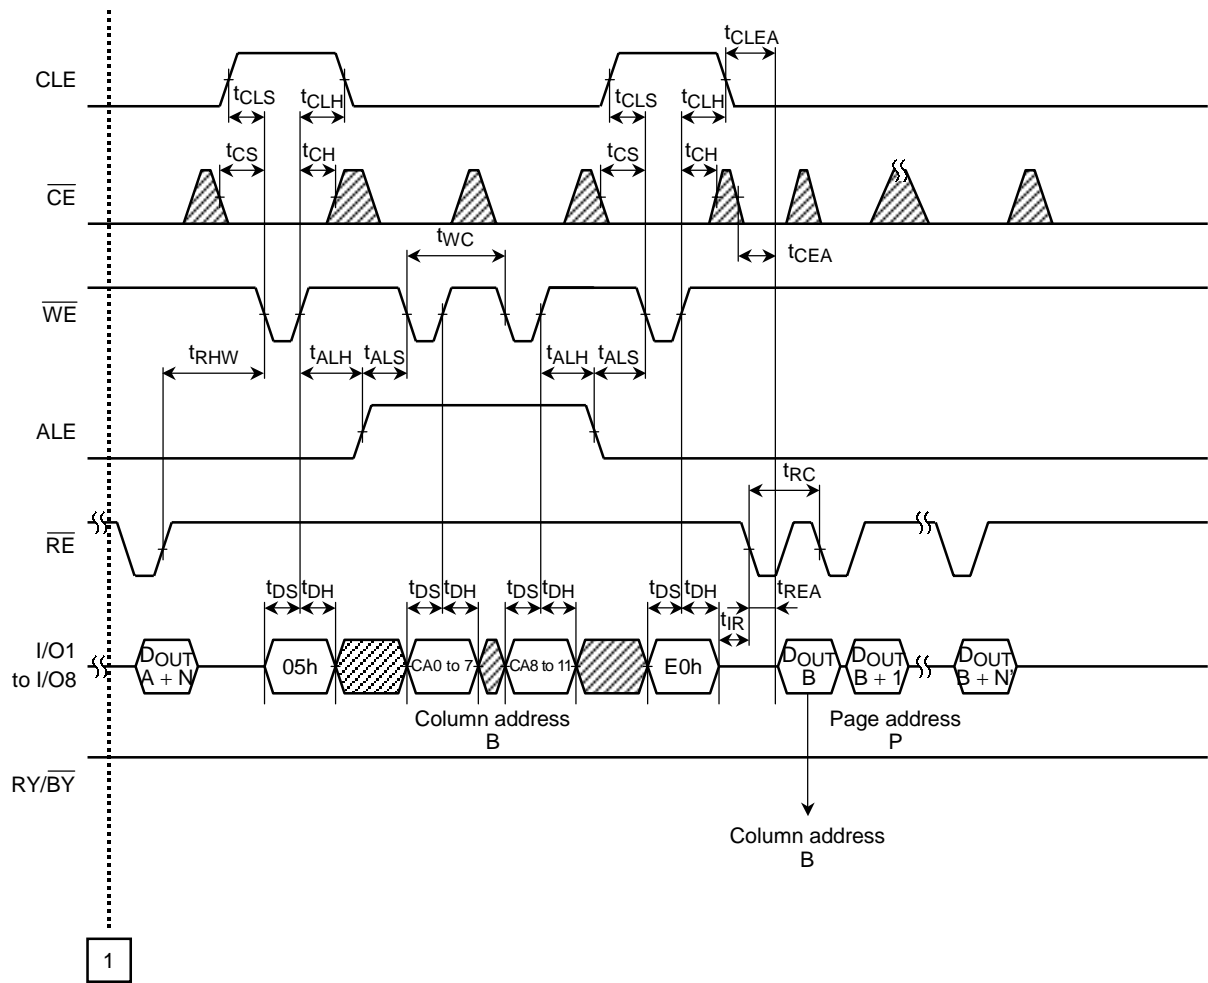 tCLEA
CLE
tCLS tCLH tCLS tCLH
tCS tCH tCS tCH
CE
tWC
tCEA
WE
tRHW tALH tALS tALH tALS
ALE
tRC
RE
tDS tDH tDS tDH tDS tDH tDS tDH tREA
tIR
I/O1
to I/O8
DOUT
A + N
05h
CA0 to 7
CA8 to 11
E0h
DOUT
B
DOUT
B + 1
DOUT
B + N'
Column address
B
Page address
P
RY/BY
Column address
B
1